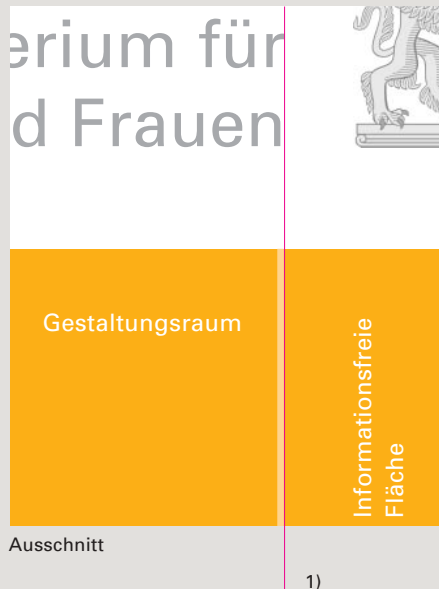 erium für
d Frauen
Gestaltungsraum
Informationsfreie
Fläche
Ausschnitt
1)